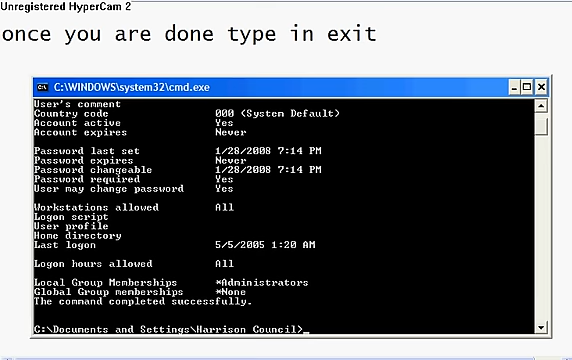 Unregistered HyperCam 2
once you are done type in exit
C:\WINDOWS\system32\cmd.exe
User's comment
Country code 000 (System Default)
Account active Yes
Account expires Never
Password last set 1/28/2008 7:14 PM
Password expires Never
Password changeable 1/28/2008 7:14 PM
Password required Yes
User may change password Yes
Workstations allowed All
Logon script
User profile
Home directory
Last logon 5/5/2005 1:20 AM
Logon hours allowed All
Local Group Memberships *Administrators
Global Group memberships *None
The command completed successfully.
C:\Documents and Settings\Harrison Council>_